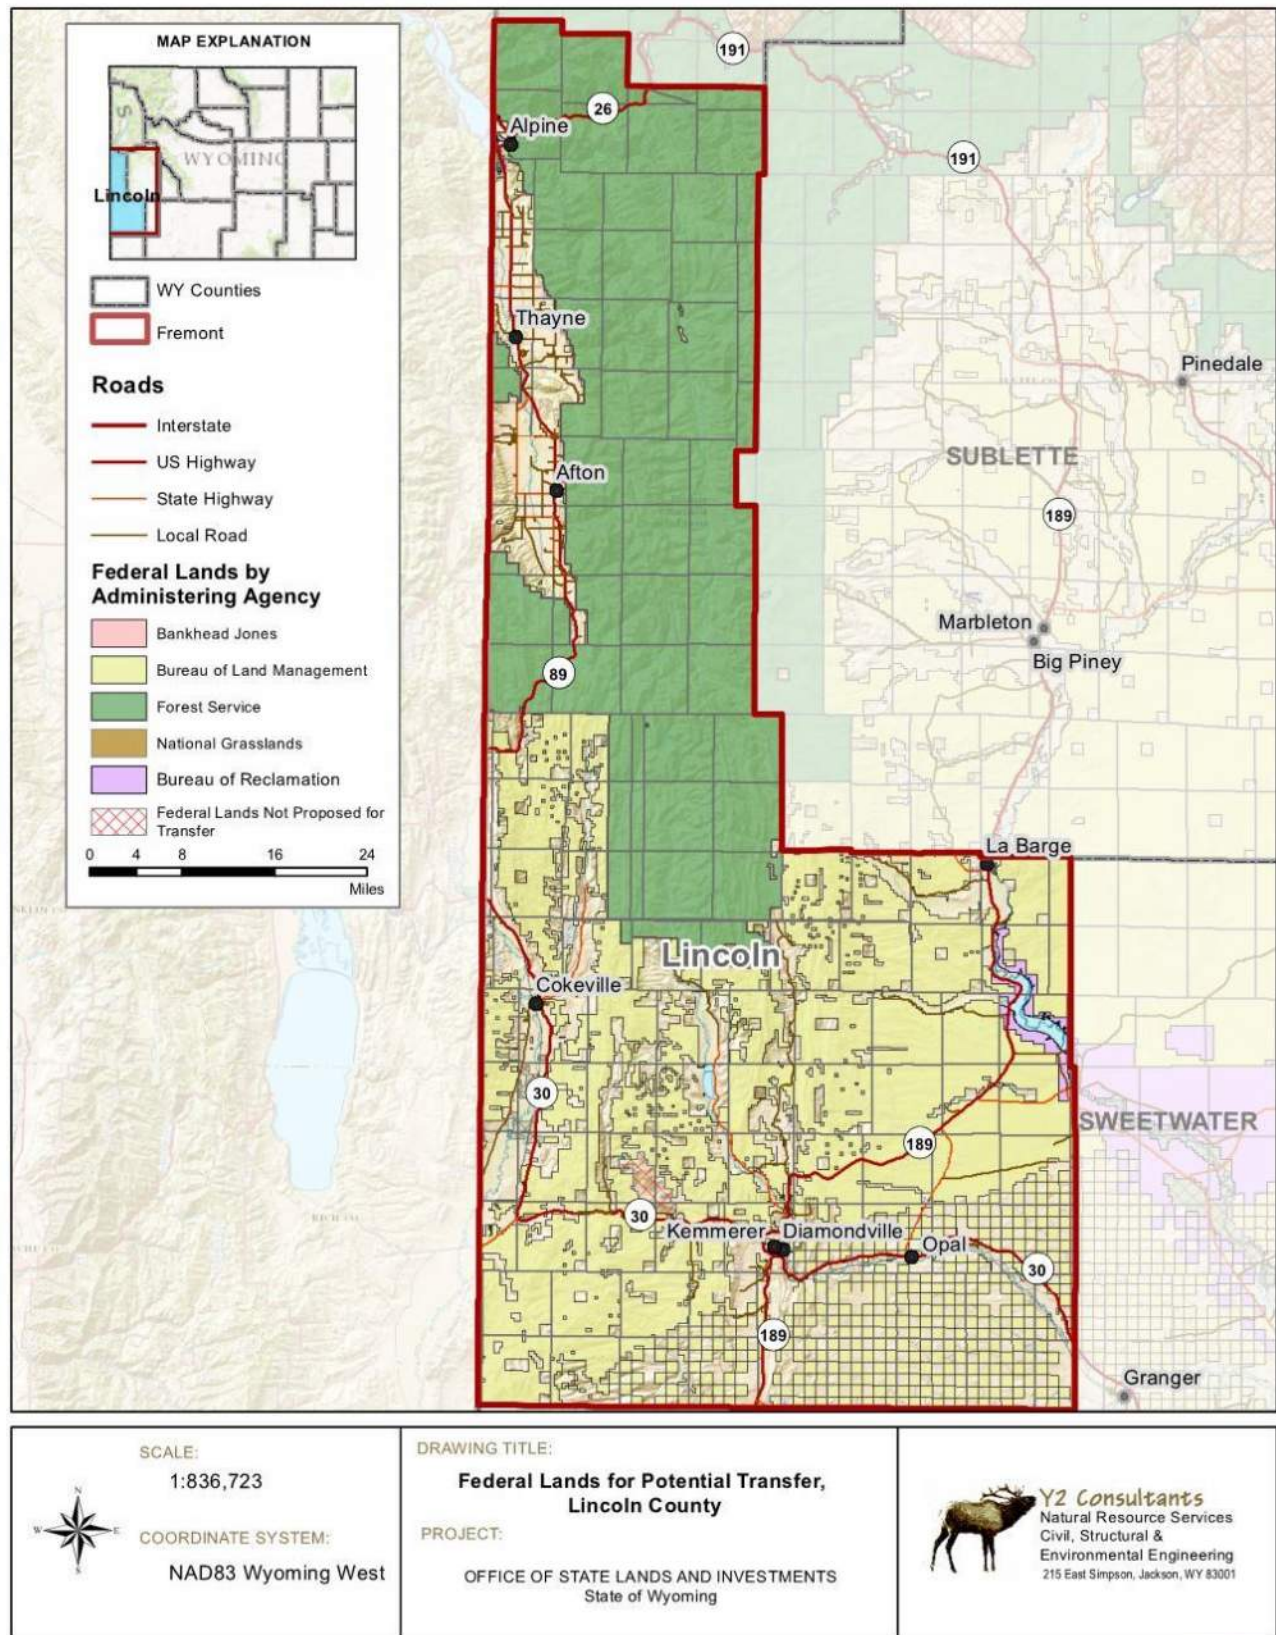 MAP EXPLANATION
WYOMING
Lincoln
WY Counties
Fremont
Roads
Interstate
US Highway
State Highway
Local Road
Federal Lands by
Administering Agency
Bankhead Jones
Bureau of Land Management
Forest Service
National Grasslands
Bureau of Reclamation
Federal Lands Not Proposed for
Transfer
0 4 8 16 24
Miles
191
26
Alpine
191
Thayne
Pinedale
SUBLETTE
Afton
189
Marbleton
Big Piney
89
La Barge
Lincoln
Cokeville
30
SWEETWATER
189
RICH CO
30
Kemmerer
Diamondville
Opal
30
189
Granger
SCALE:
1:836,723
COORDINATE SYSTEM:
NAD83 Wyoming West
N
W
E
S
DRAWING TITLE:
Federal Lands for Potential Transfer,
Lincoln County
PROJECT:
OFFICE OF STATE LANDS AND INVESTMENTS
State of Wyoming
Y2 Consultants
Natural Resource Services
Civil, Structural &
Environmental Engineering
215 East Simpson, Jackson, WY 83001